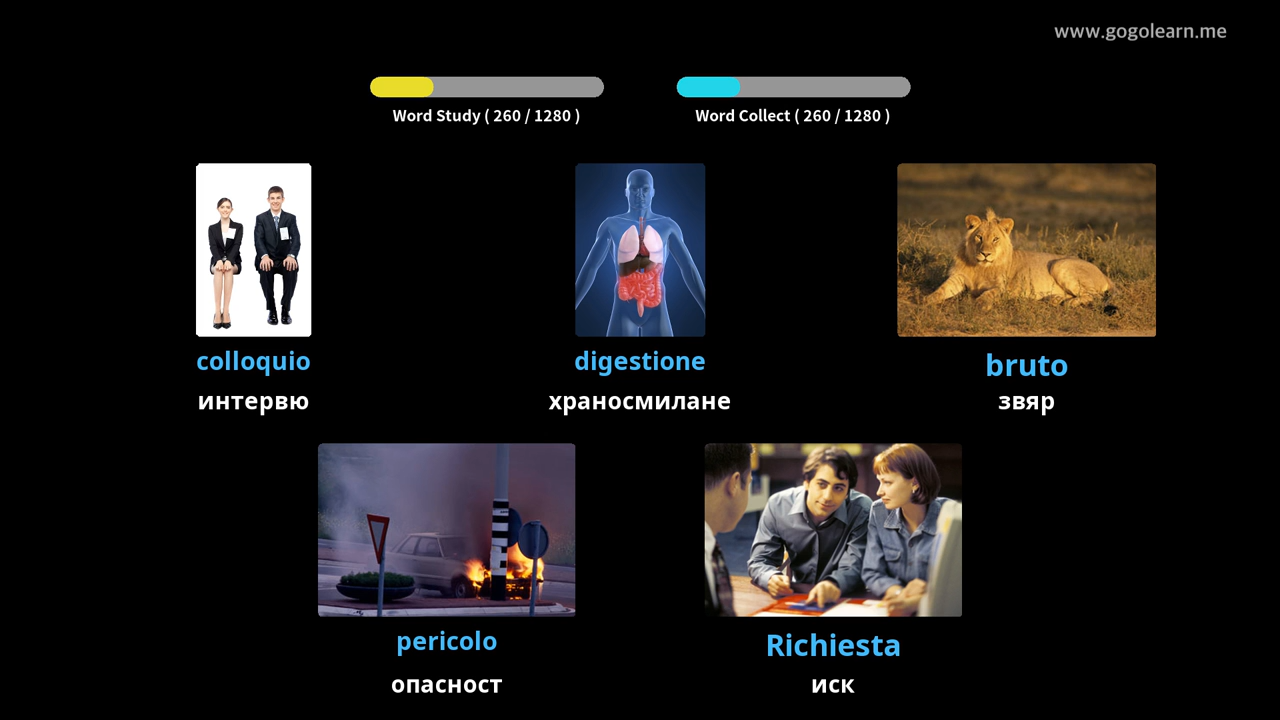 www.gogolearn.me
Word Study ( 260 / 1280 )
Word Collect ( 260 / 1280 )
colloquio
интервю
digestione
храносмилане
bruto
звяр
pericolo
опасност
Richiesta
иск